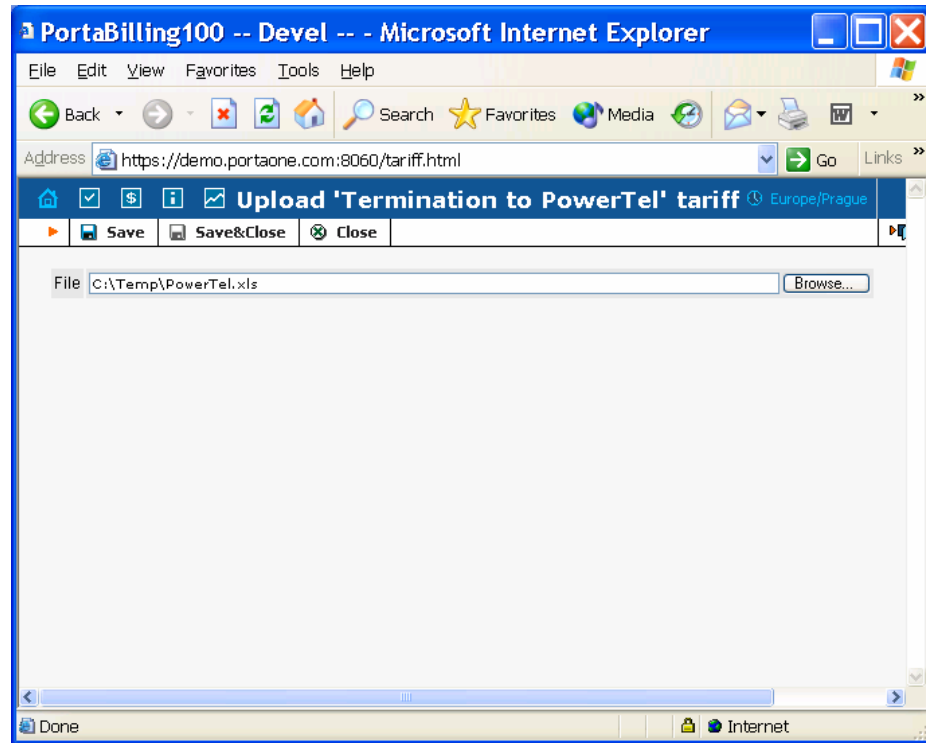 PortaBilling100 -- Devel -- - Microsoft Internet Explorer
File Edit View Favorites Tools Help
Back Search Favorites Media
Address https://demo.portaone.com:8060/tariff.html Go Links
Upload 'Termination to PowerTel' tariff Europe/Prague
Save Save&Close Close
File C:\Temp\PowerTel.xls Browse...
Done Internet